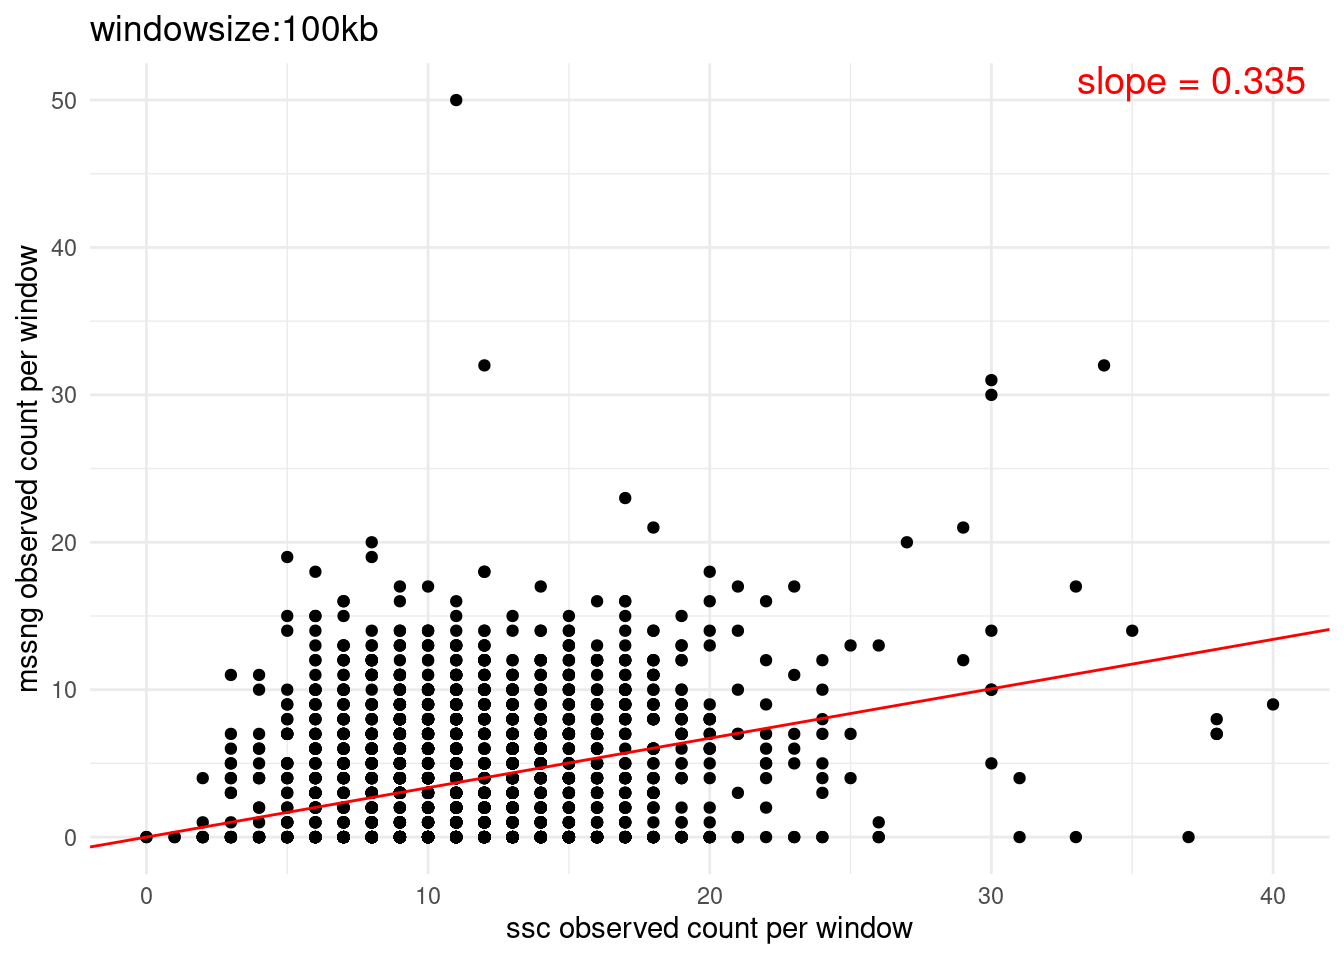 windowsize:100kb
slope = 0.335
50
40
30
20
10
0
mssng observed count per window
0 10 20 30 40
ssc observed count per window